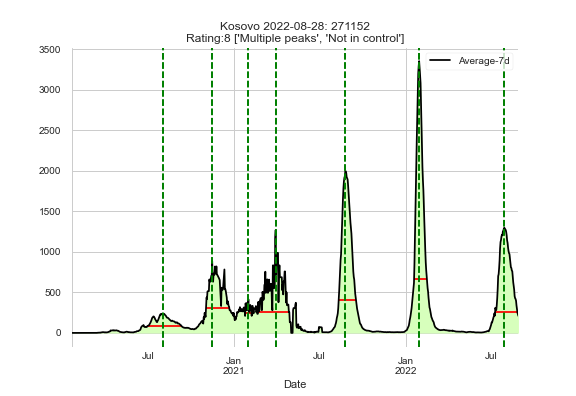 Kosovo 2022-08-28: 271152
Rating:8 ['Multiple peaks', 'Not in control']
Average-7d
3500
3000
2500
2000
1500
1000
500
0
Jul
Jan
2021
Jul
Jan
2022
Jul
Date